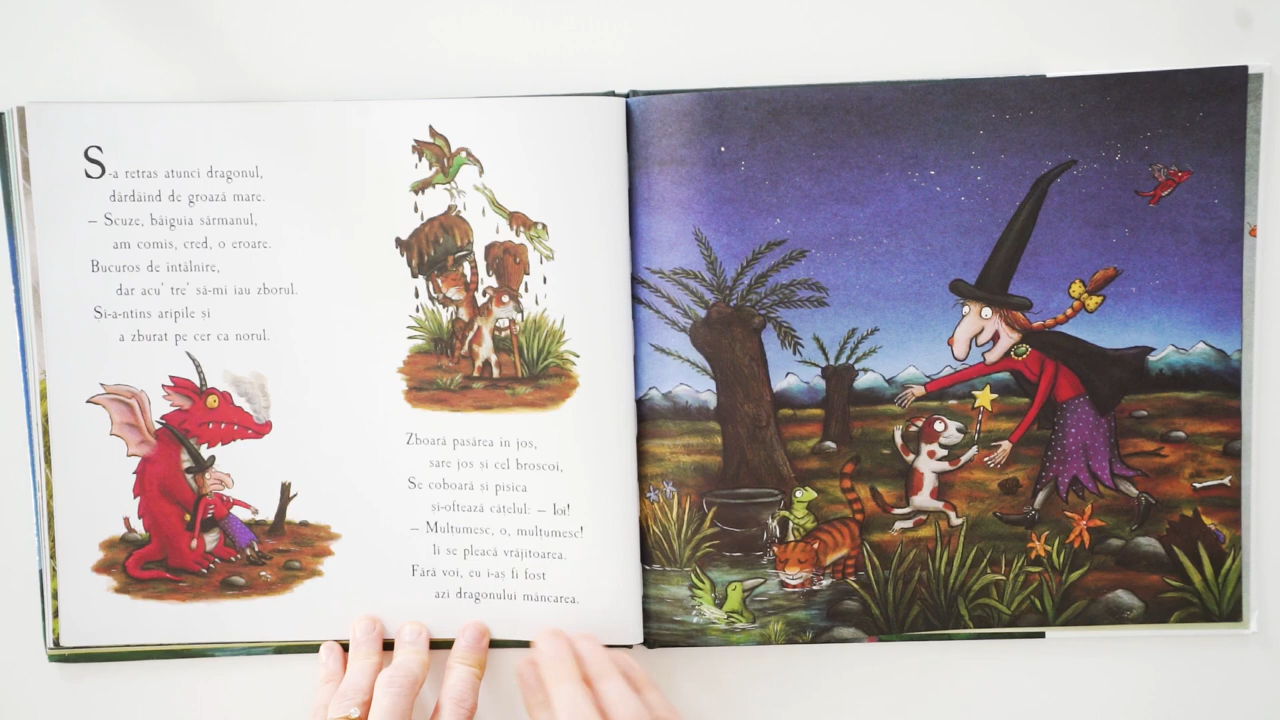 S-a retras atunci dragonul,
dârdâind de groază mare.
– Scuze, bâiguia sărmanul,
am comis, cred, o eroare.
Bucuros de întâlnire,
dar acu' tre' să-mi iau zborul.
Și-a-ntins aripile și
a zburat pe cer ca norul.
Zboară pasărea în jos,
sare jos și cel broscoi,
Se coboară și pisica
și-oftează cățelul: – Ioi!
– Mulțumesc, o, mulțumesc!
li se pleacă vrăjitoarea.
Fără voi, eu i-aș fi fost
azi dragonului mâncarea.